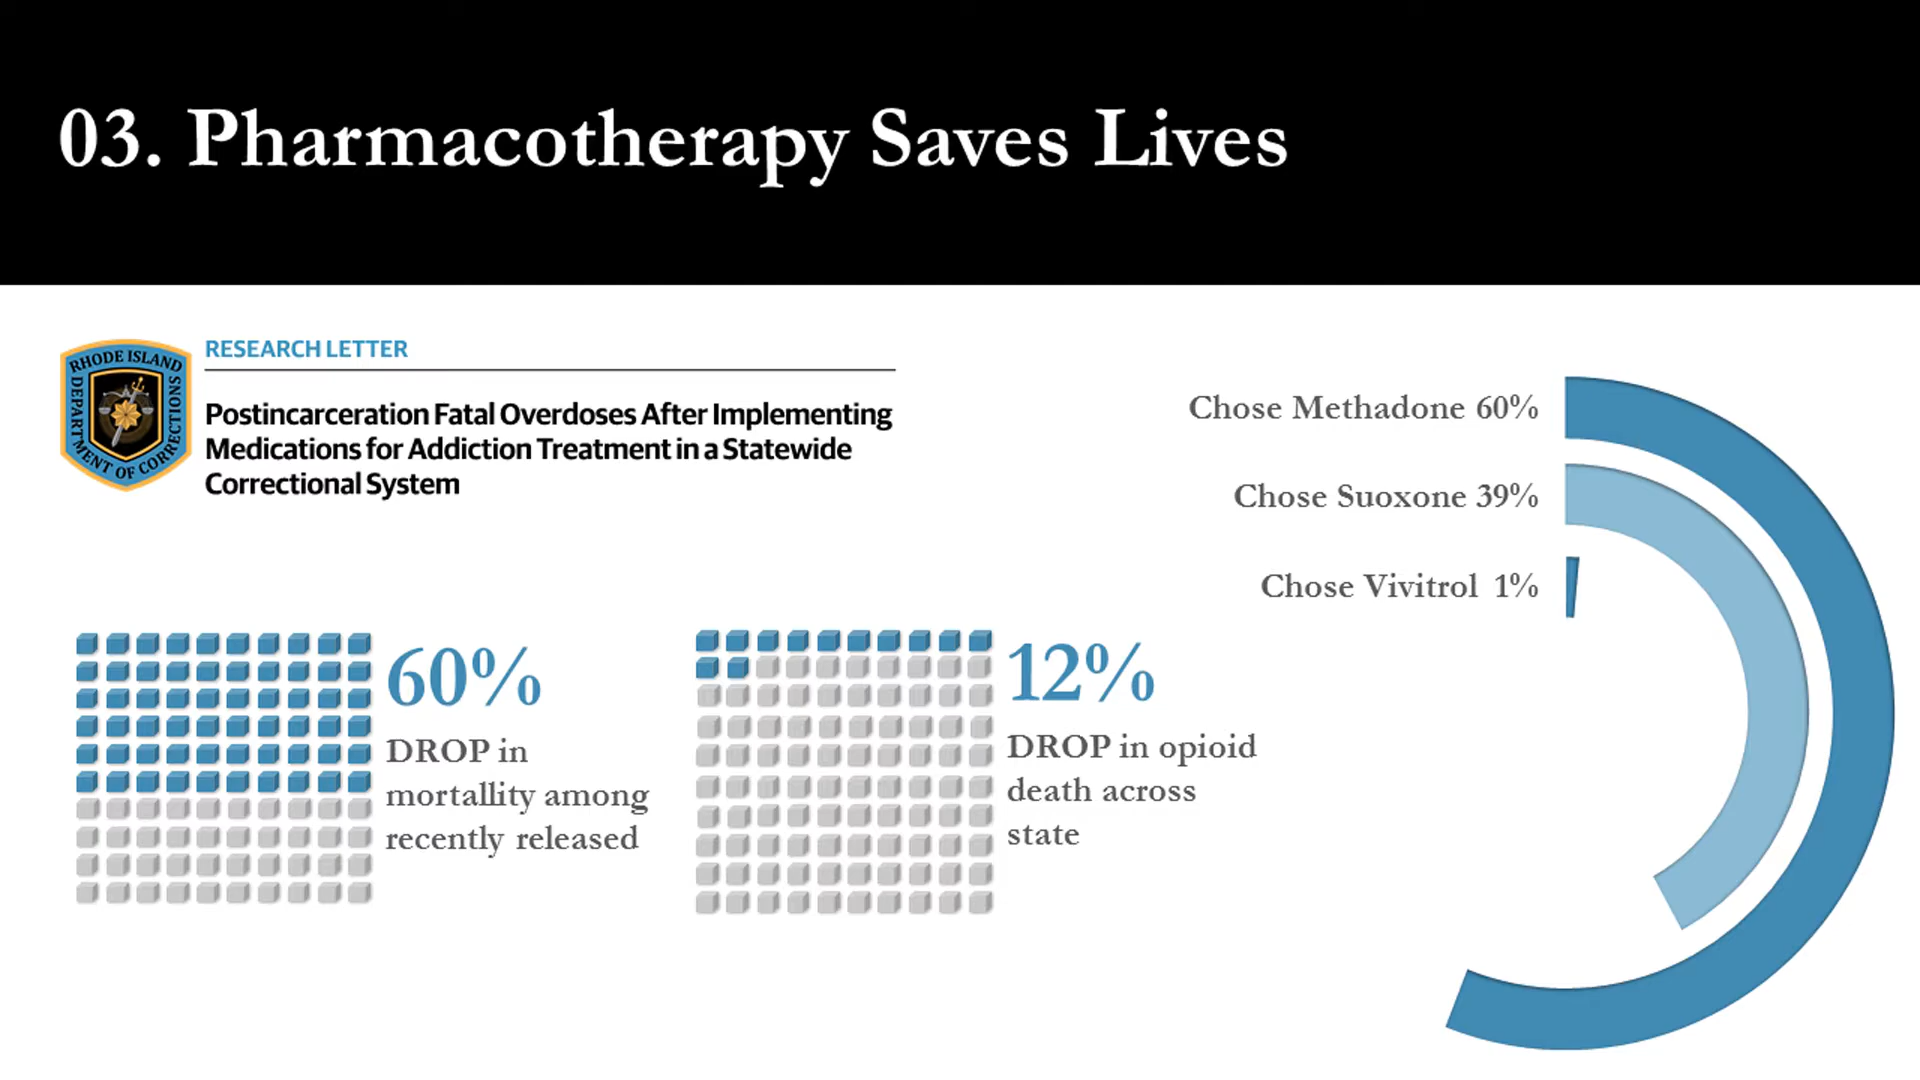 03. Pharmacotherapy Saves Lives
RHODE ISLAND
DEPARTMENT OF CORRECTIONS
RESEARCH LETTER
Postincarceration Fatal Overdoses After Implementing
Medications for Addiction Treatment in a Statewide
Correctional System
Chose Methadone 60%
Chose Suoxone 39%
Chose Vivitrol 1%
60%
DROP in
mortallity among
recently released
12%
DROP in opioid
death across
state